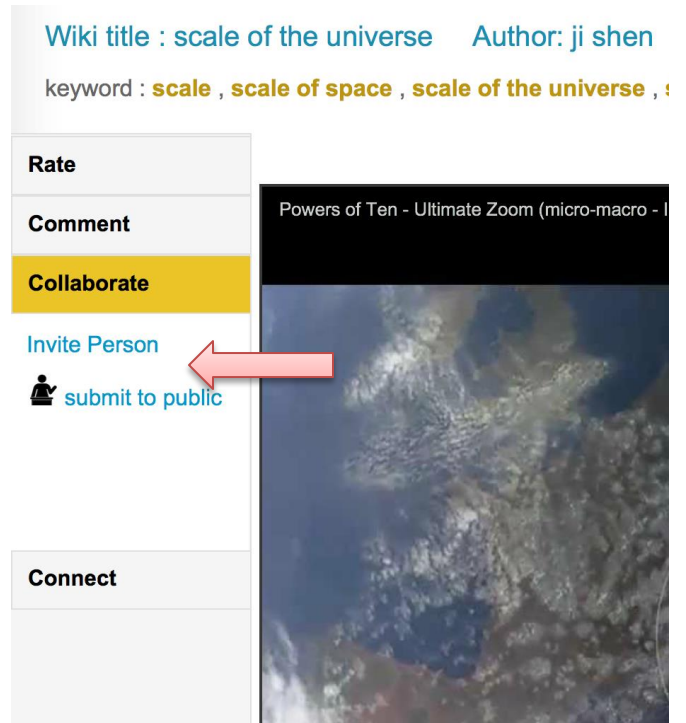 Wiki title : scale of the universe Author: ji shen
keyword : scale , scale of space , scale of the universe ,
Rate
Comment
Collaborate
Invite Person
submit to public
Connect
Powers of Ten - Ultimate Zoom (micro-macro -